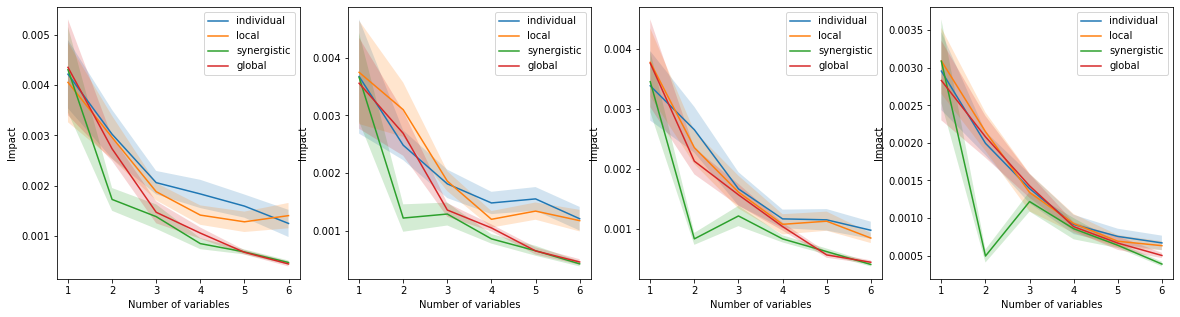 individual
local
synergistic
global
0.005
0.004
0.003
0.002
0.001
Impact
1 2 3 4 5 6
Number of variables
individual
local
synergistic
global
0.004
0.003
0.002
0.001
Impact
1 2 3 4 5 6
Number of variables
individual
local
synergistic
global
0.004
0.003
0.002
0.001
Impact
1 2 3 4 5 6
Number of variables
individual
local
synergistic
global
0.0035
0.0030
0.0025
0.0020
0.0015
0.0010
0.0005
Impact
1 2 3 4 5 6
Number of variables